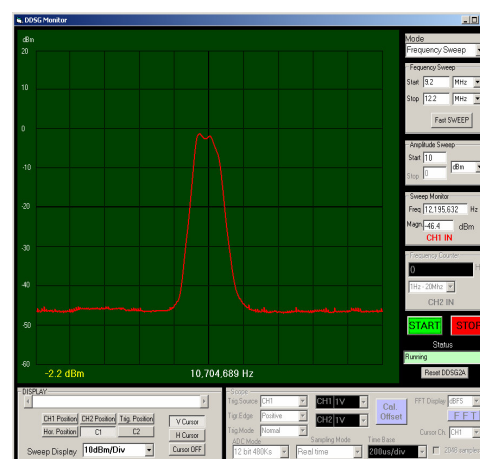 DDSG Monitor
dBm
20
10
0
-10
-20
-30
-40
-50
-60
-2.2 dBm
10,704,689 Hz
Mode
Frequency Sweep
Fequency Sweep
Start 9.2 MHz
Stop 12.2 MHz
Fast SWEEP
Amplitude Sweep
Start 10
dBm
Stop 0
Sweep Monitor
Freq 12,195,632 Hz
Magn -46.4 dBm
CH1 IN
Frequency Counter
0 H
1Hz - 20Mhz
CH2 IN
START STOP
Status
Running
Reset DDSG2A
DISPLAY
CH1 Position CH2 Position Trig. Position
Hor. Position C1 C2
V Cursor
H Cursor
Sweep Display 10dBm/Div Cursor OFF
Scope
Trig.Source CH1
Trig.Edge Positive
Trig.Mode Normal
CH1 1V
CH2 1V
Cal. Offset
FFT Display dBFS
F F T
Cursor Ch. CH1
ADC Mode
12 bit 480Ks
Sampling Mode
Real time
Time Base
200us/div
2048 samples